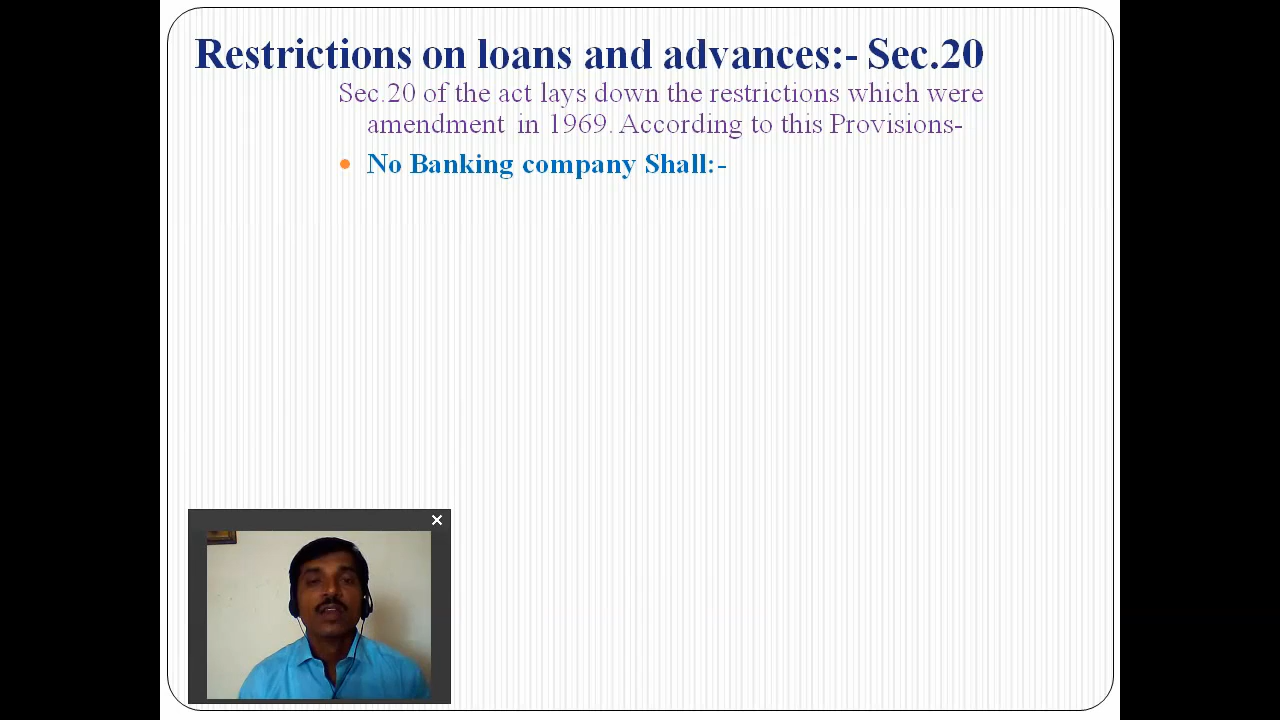 Restrictions on loans and advances:- Sec.20
Sec.20 of the act lays down the restrictions which were
amendment in 1969. According to this Provisions-
No Banking company Shall:-